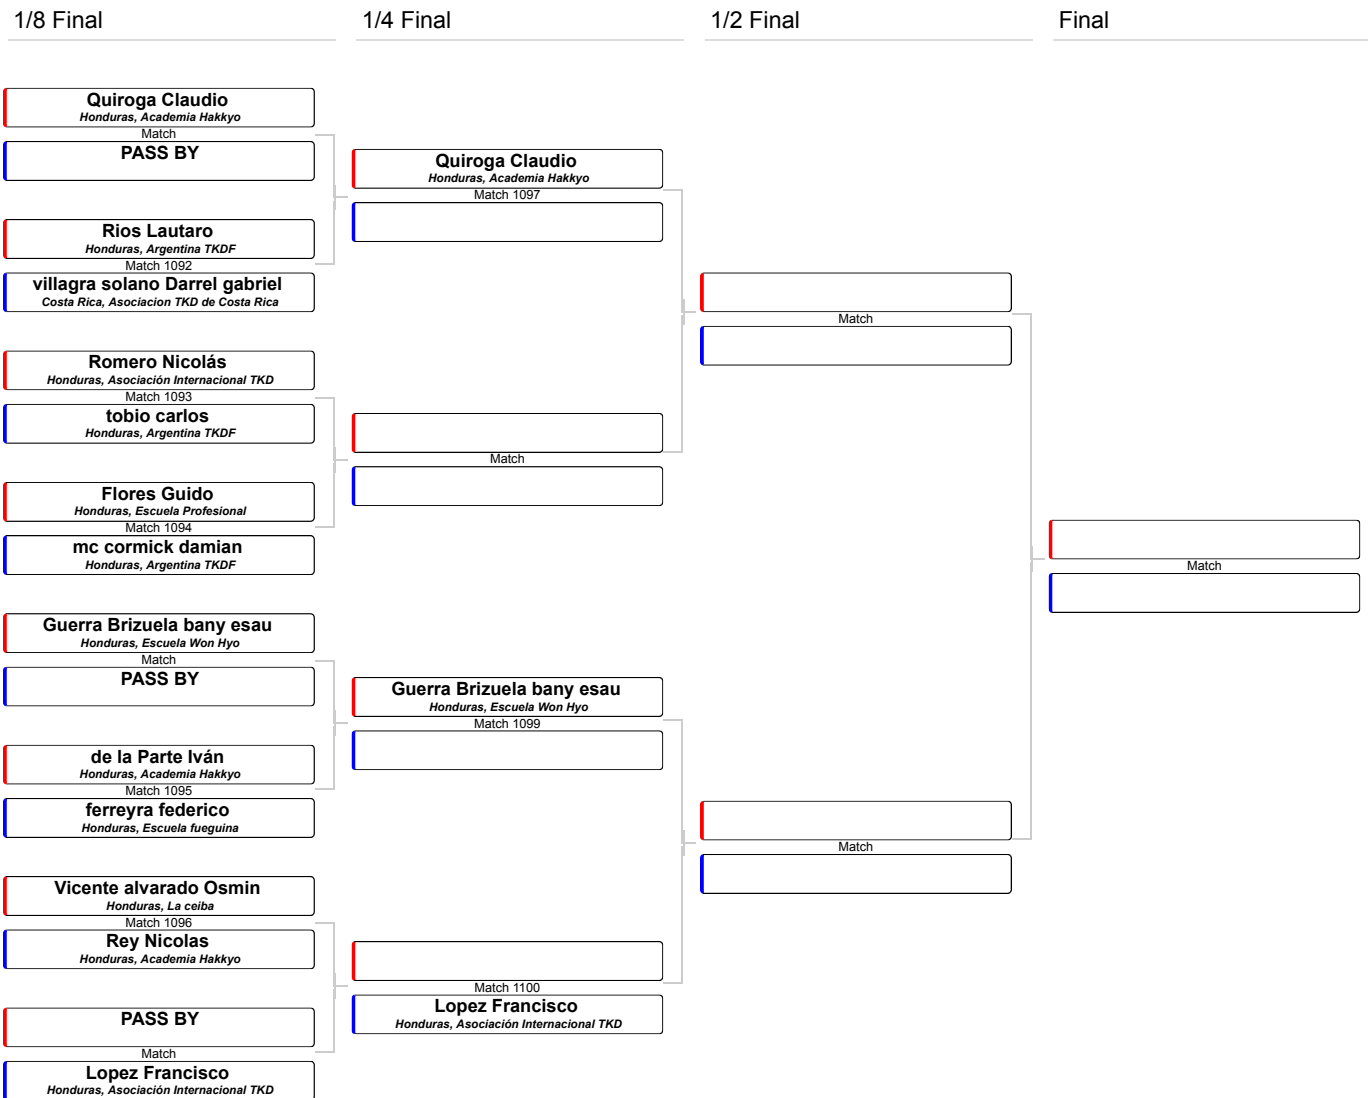 1/8 Final
1/4 Final
1/2 Final
Final
Quiroga Claudio
Honduras, Academia Hakkyo
Match
PASS BY
Rios Lautaro
Honduras, Argentina TKDF
Match 1092
villagra solano Darrel gabriel
Costa Rica, Asociacion TKD de Costa Rica
Romero Nicolás
Honduras, Asociación Internacional TKD
Match 1093
tobio carlos
Honduras, Argentina TKDF
Flores Guido
Honduras, Escuela Profesional
Match 1094
mc cormick damian
Honduras, Argentina TKDF
Guerra Brizuela bany esau
Honduras, Escuela Won Hyo
Match
PASS BY
de la Parte Iván
Honduras, Academia Hakkyo
Match 1095
ferreyra federico
Honduras, Escuela fueguina
Vicente alvarado Osmin
Honduras, La ceiba
Match 1096
Rey Nicolas
Honduras, Academia Hakkyo
PASS BY
Match
Lopez Francisco
Honduras, Asociación Internacional TKD
Quiroga Claudio
Honduras, Academia Hakkyo
Match 1097
Match
Guerra Brizuela bany esau
Honduras, Escuela Won Hyo
Match 1099
Match 1100
Lopez Francisco
Honduras, Asociación Internacional TKD
Match
Match
Match